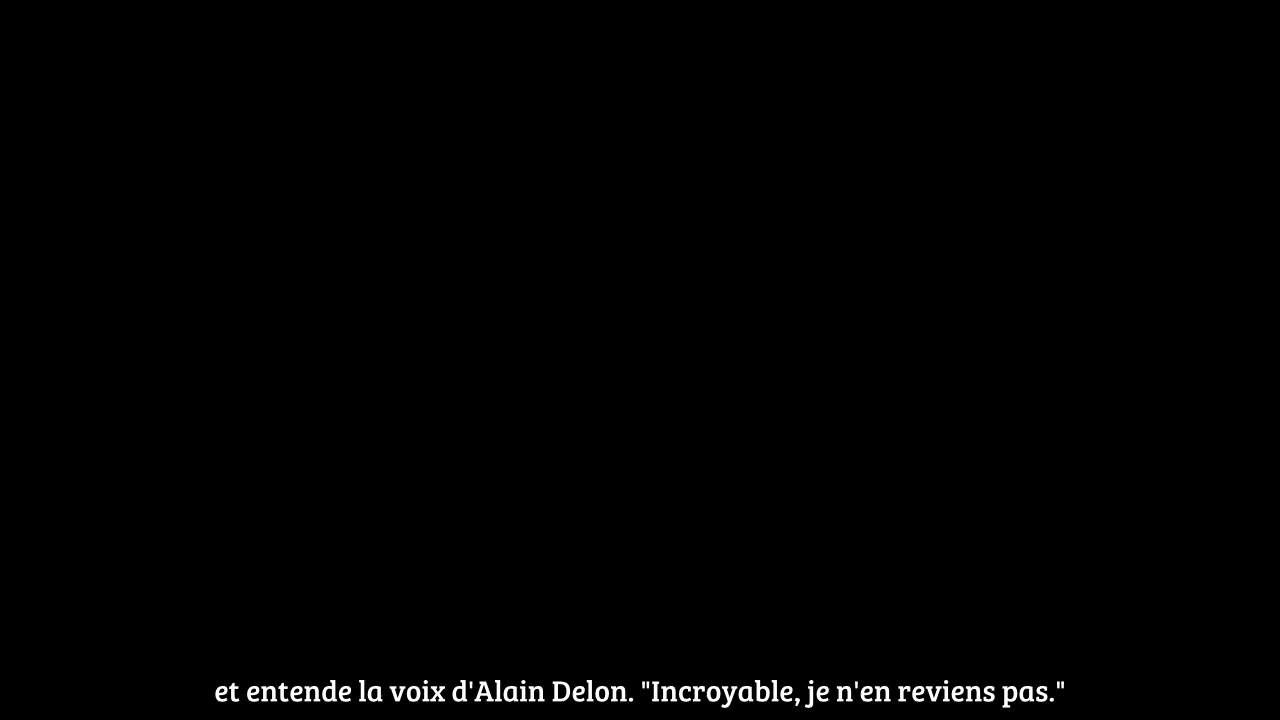 et entende la voix d'Alain Delon. "Incroyable, je n'en reviens pas."